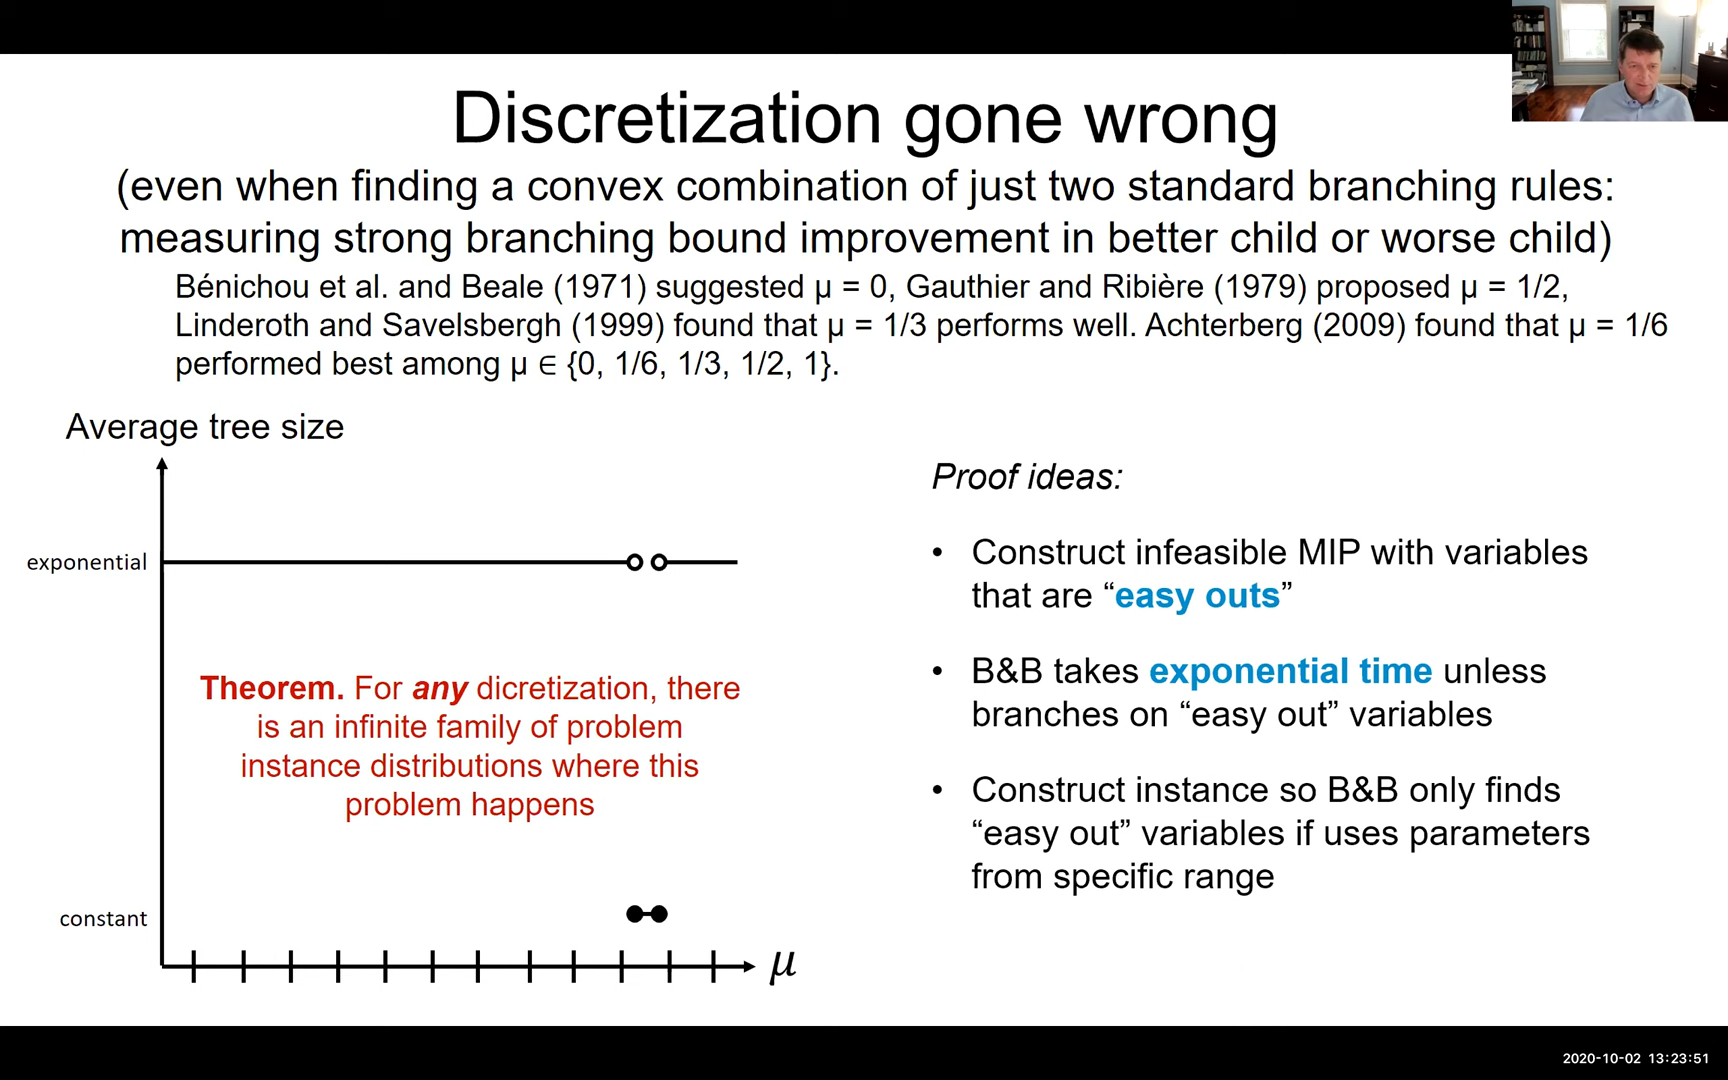 Discretization gone wrong
(even when finding a convex combination of just two standard branching rules:
measuring strong branching bound improvement in better child or worse child)
Bénichou et al. and Beale (1971) suggested μ = 0, Gauthier and Ribière (1979) proposed μ = 1/2,
Linderoth and Savelsbergh (1999) found that μ = 1/3 performs well. Achterberg (2009) found that μ = 1/6
performed best among μ ∈ {0, 1/6, 1/3, 1/2, 1}.
Average tree size
exponential
Theorem. For any dicretization, there
is an infinite family of problem
instance distributions where this
problem happens
constant
μ
Proof ideas:
• Construct infeasible MIP with variables
that are “easy outs”
• B&B takes exponential time unless
branches on “easy out” variables
• Construct instance so B&B only finds
“easy out” variables if uses parameters
from specific range
2020-10-02 13:23:51